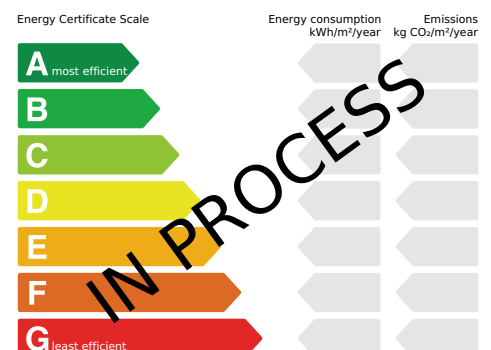 Energy Certificate Scale
Energy consumption
kWh/m²/year
Emissions
kg CO₂/m²/year
A most efficient
B
C
D
E
F
G least efficient
IN PROCESS